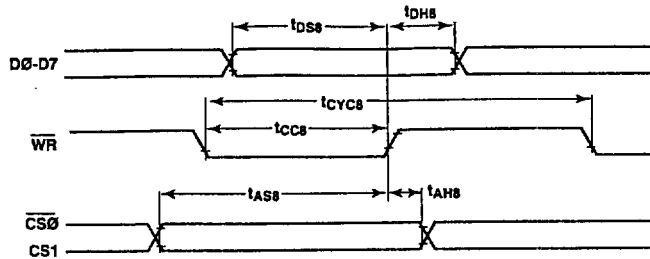 tDS8
tDH8
DØ-D7
tCYC8
tCC8
WR
tAS8
tAH8
CSØ
CS1